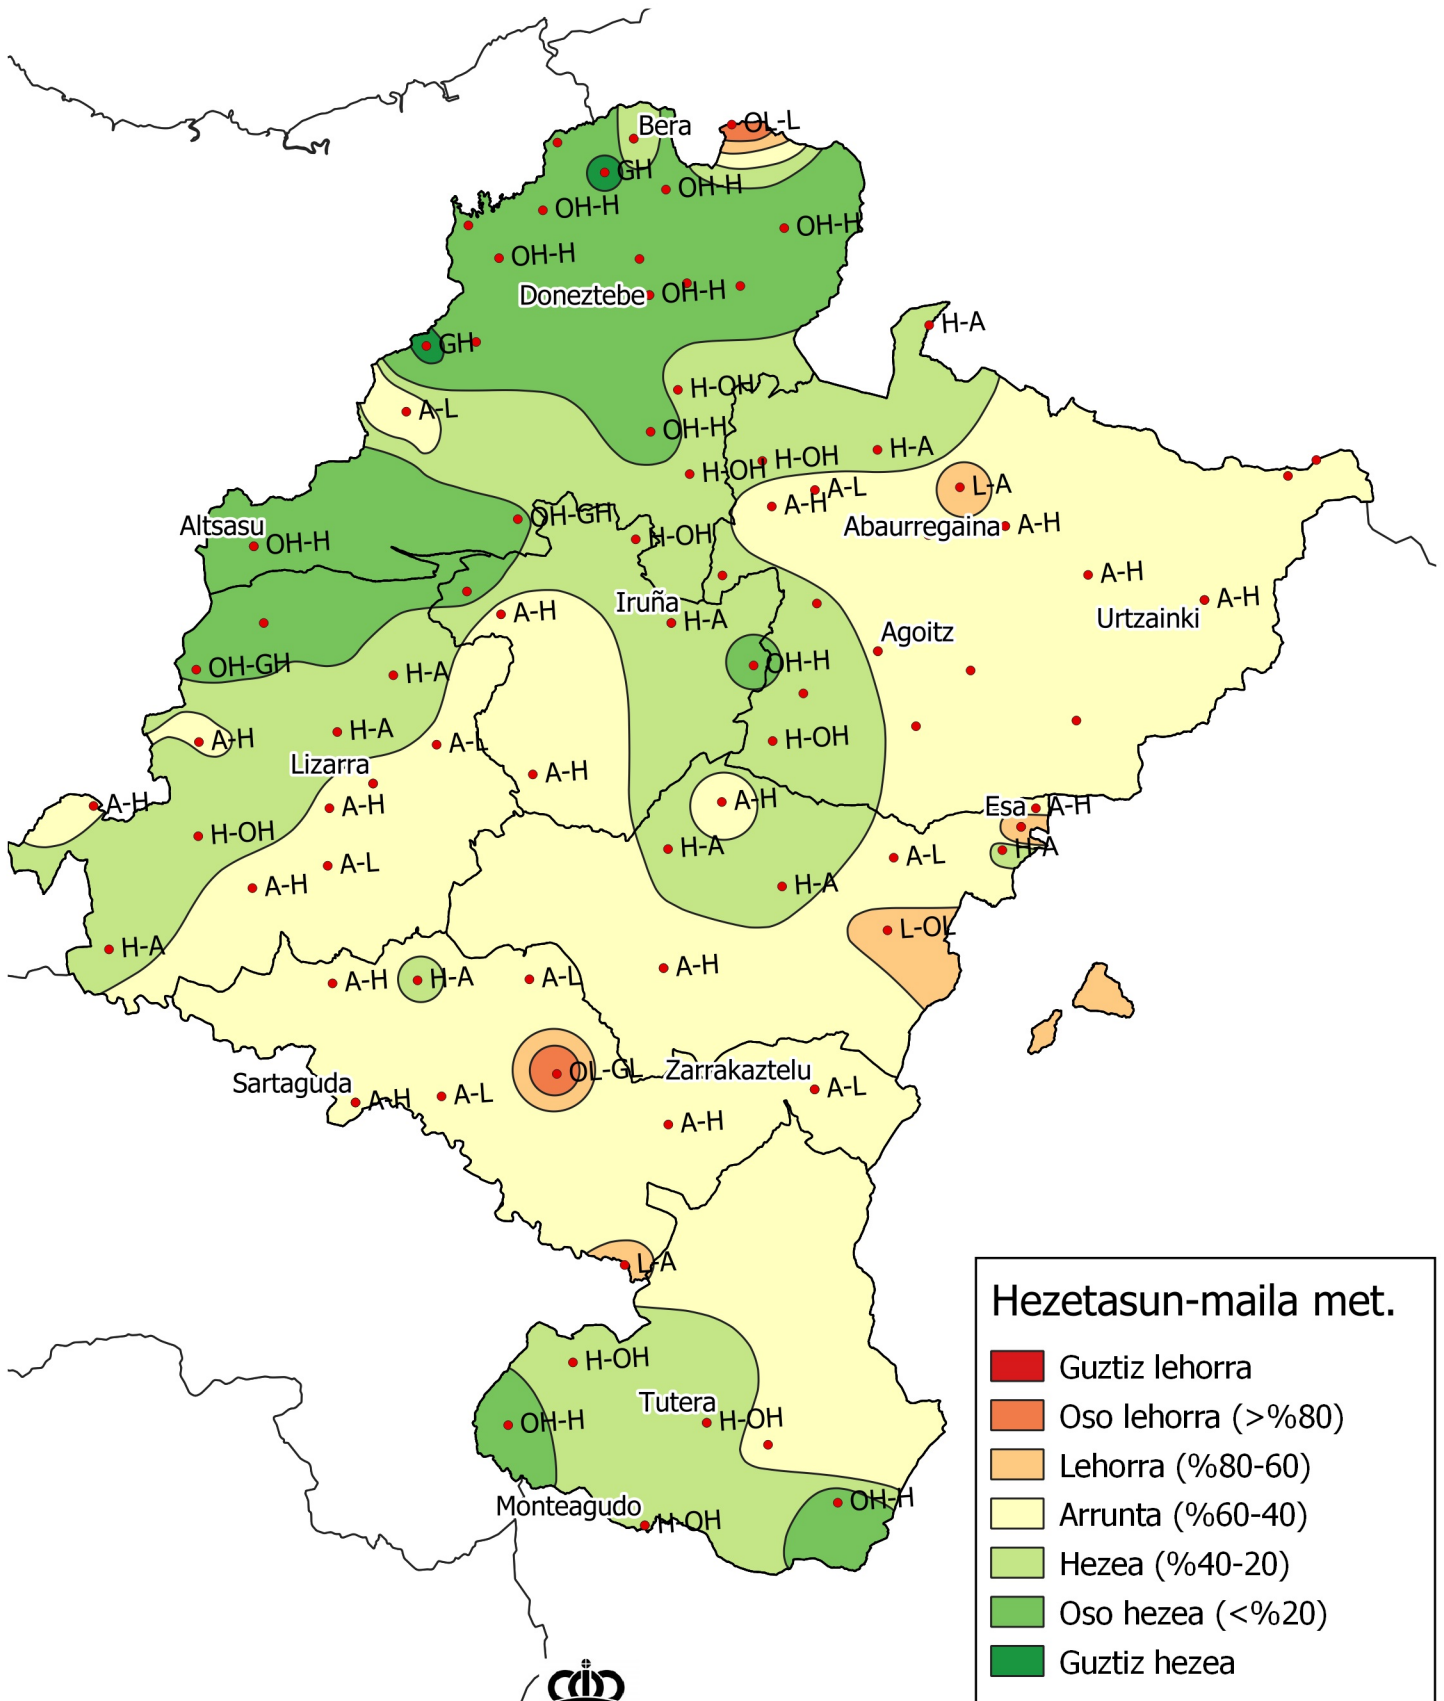 Bera
OL-L
GH
OH-H
OH-H
OH-H
OH-H
Doneztebe
OH-H
H-A
GH
H-OH
A-L
OH-H
H-A
H-OH
H-OH
A-L
L-A
A-H
OH-GH
Altsasu
Abaurregaina
A-H
OH-H
H-OH
A-H
A-H
Iruña
A-H
H-A
Urtzainki
Agoitz
OH-GH
OH-H
H-A
H-A
A-H
A-L
H-OH
Lizarra
A-H
A-H
A-H
A-H
Esa
A-H
H-OH
H-A
H-A
A-L
A-L
A-H
H-A
H-A
L-OL
A-H
A-H
H-A
A-L
OL-GL
Zarrakaztelu
Sartaguda
A-H
A-L
A-L
A-H
L-A
Hezetasun-maila met.
Guztiz lehorra
Oso lehorra (>%80)
Lehorra (%80-60)
Arrunta (%60-40)
Hezea (%40-20)
Oso hezea (<%20)
Guztiz hezea
H-OH
Tutera
OH-H
H-OH
OH-H
Monteagudo
H-OH